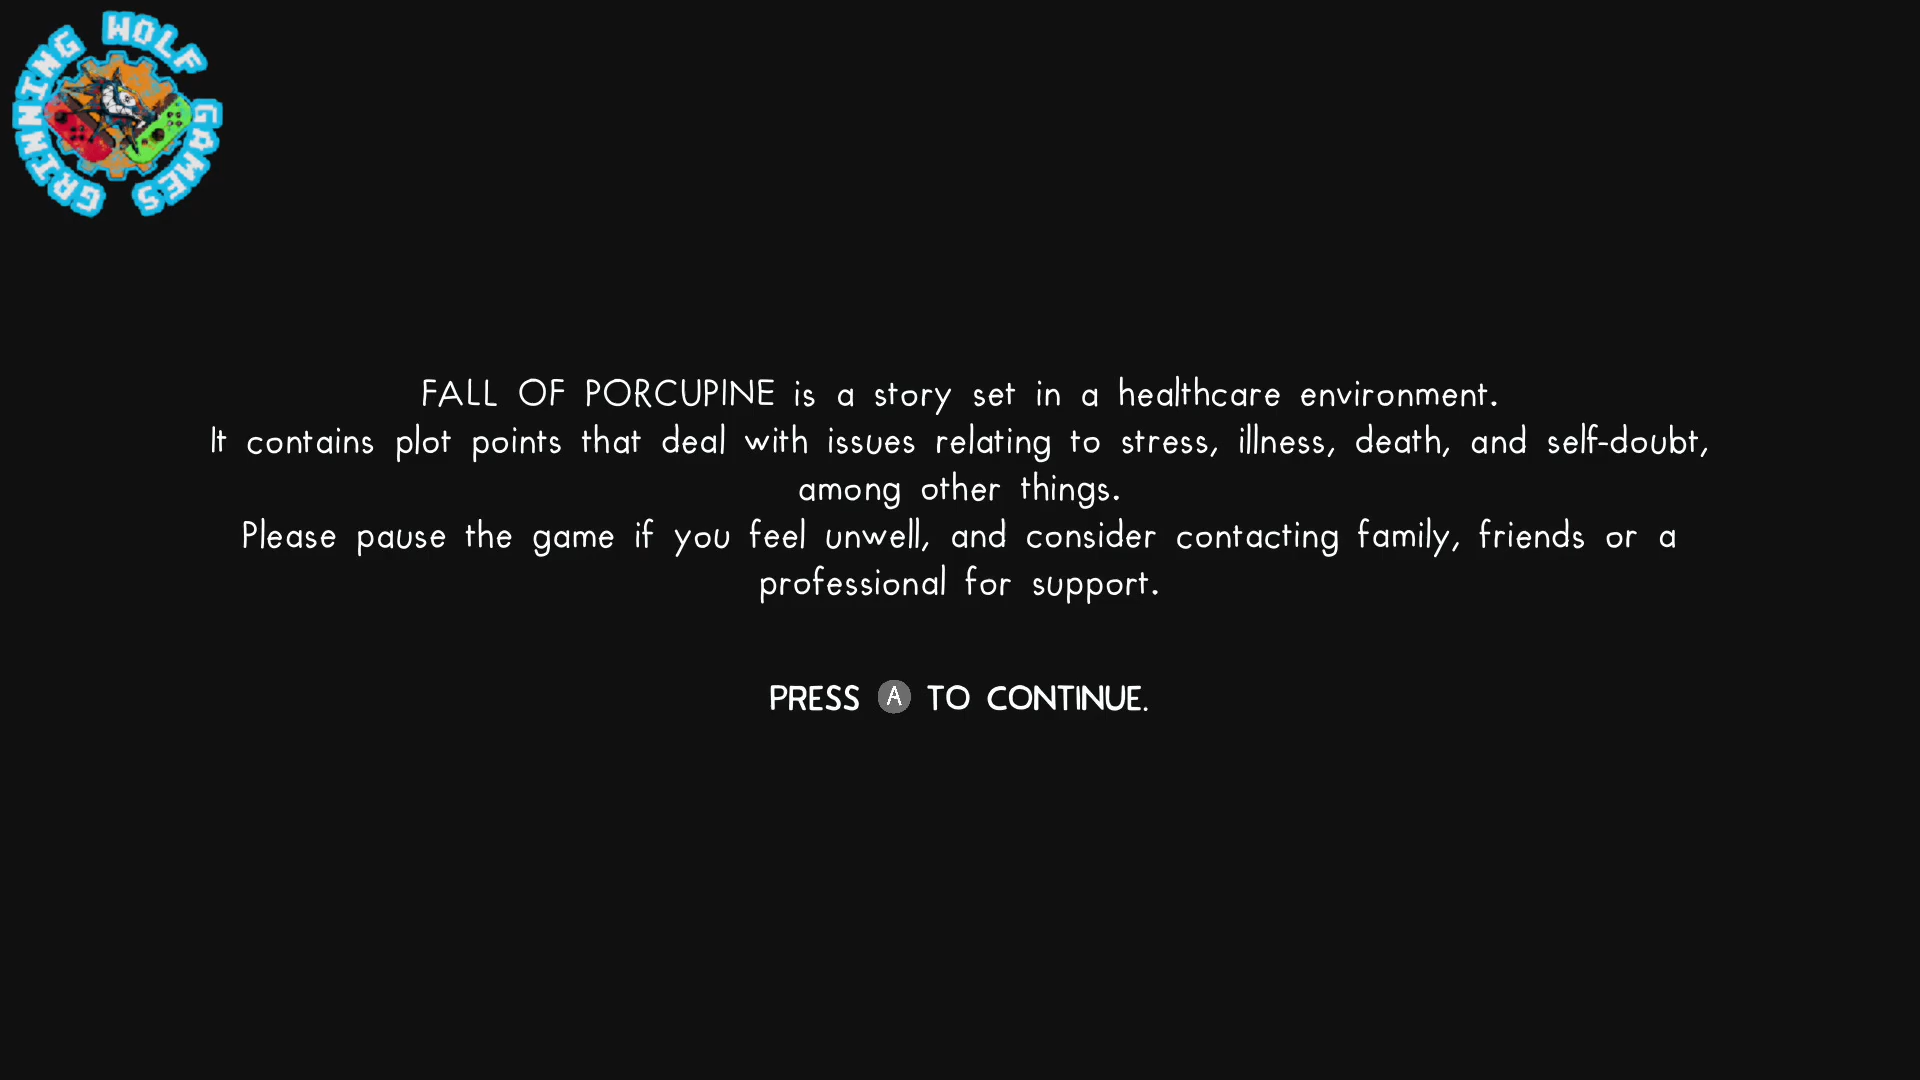 GRINNING WOLF GAMES
FALL OF PORCUPINE is a story set in a healthcare environment.
It contains plot points that deal with issues relating to stress, illness, death, and self-doubt,
among other things.
Please pause the game if you feel unwell, and consider contacting family, friends or a
professional for support.
PRESS A TO CONTINUE.